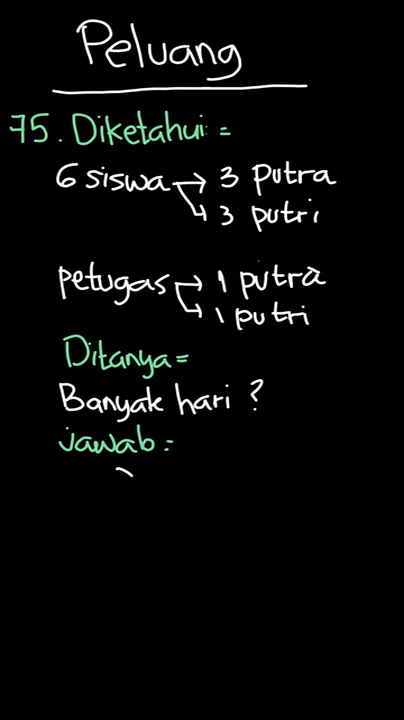 Peluang
75. Diketahui =
6 siswa → 3 putra
↳ 3 putri
petugas → 1 putra
↳ 1 putri
Ditanya =
Banyak hari ?
jawab =